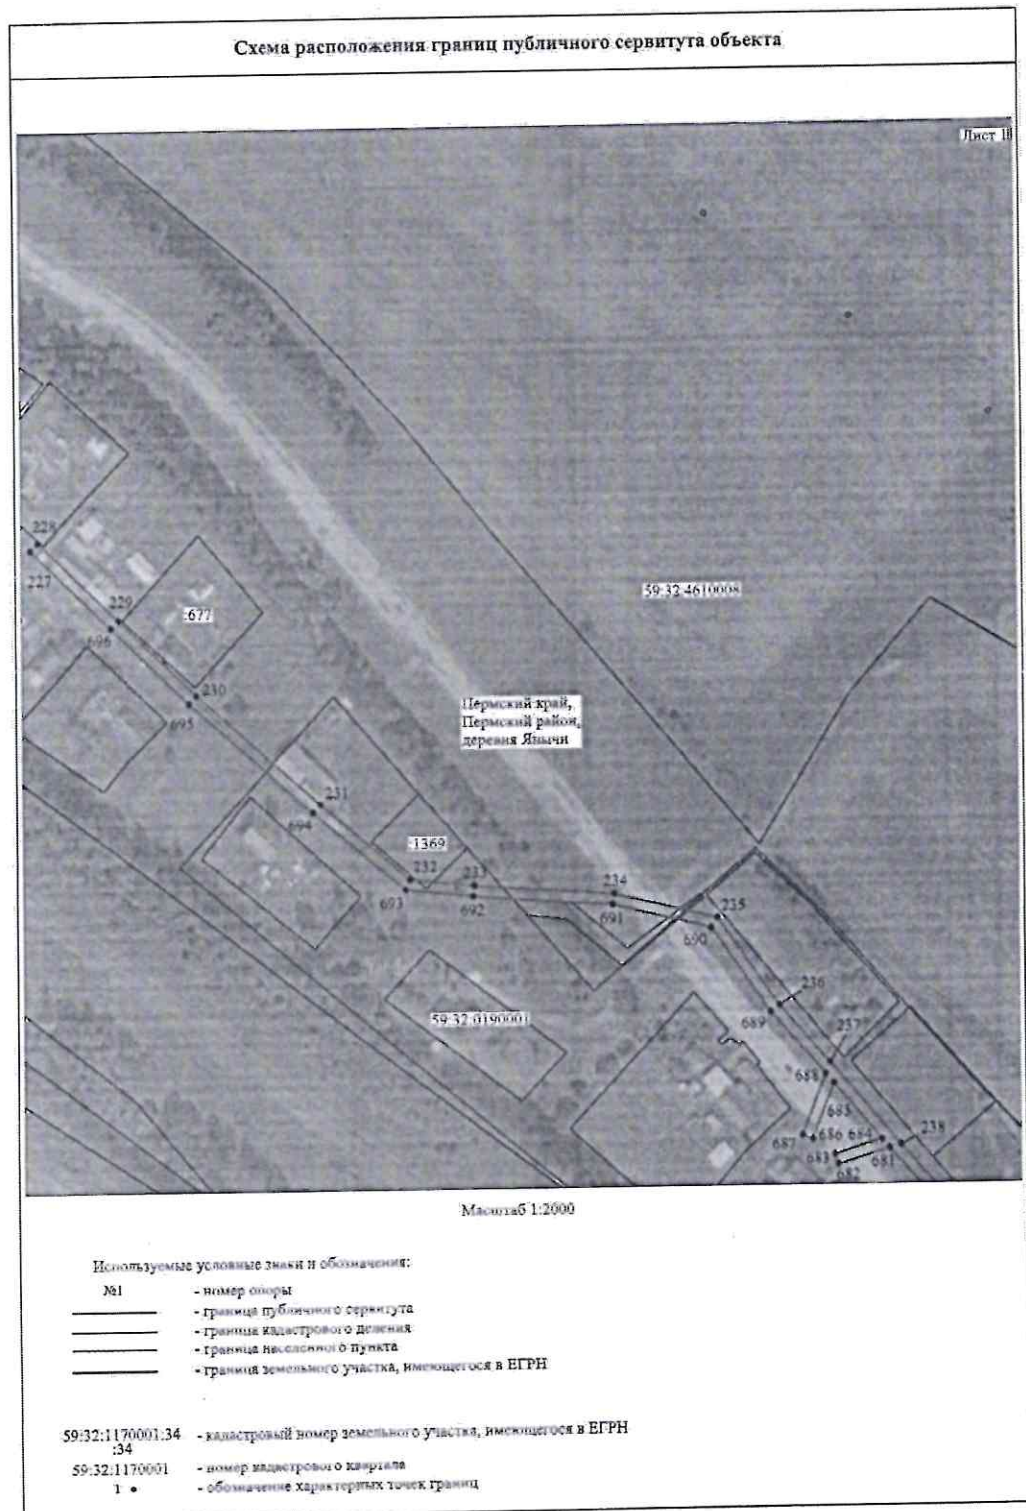 Схема расположения границ публичного сервитута объекта
228
227
229
696
:677
59:32:4610008
230
695
Пермский край,
Пермский район,
деревня Янычи
231
694
:1369
232
233
234
693
692
691
235
690
59:32:0190001
236
689
237
688
685
687
686
684
238
683
681
682
Масштаб 1:2000
Используемые условные знаки и обозначения:
№1 - номер опоры
- граница публичного сервитута
- граница кадастрового деления
- граница населенного пункта
- граница земельного участка, имеющегося в ЕГРН
59:32:1170001:34 - кадастровый номер земельного участка, имеющегося в ЕГРН
:34
59:32:1170001 - номер кадастрового квартала
1 • - обозначение характерных точек границ